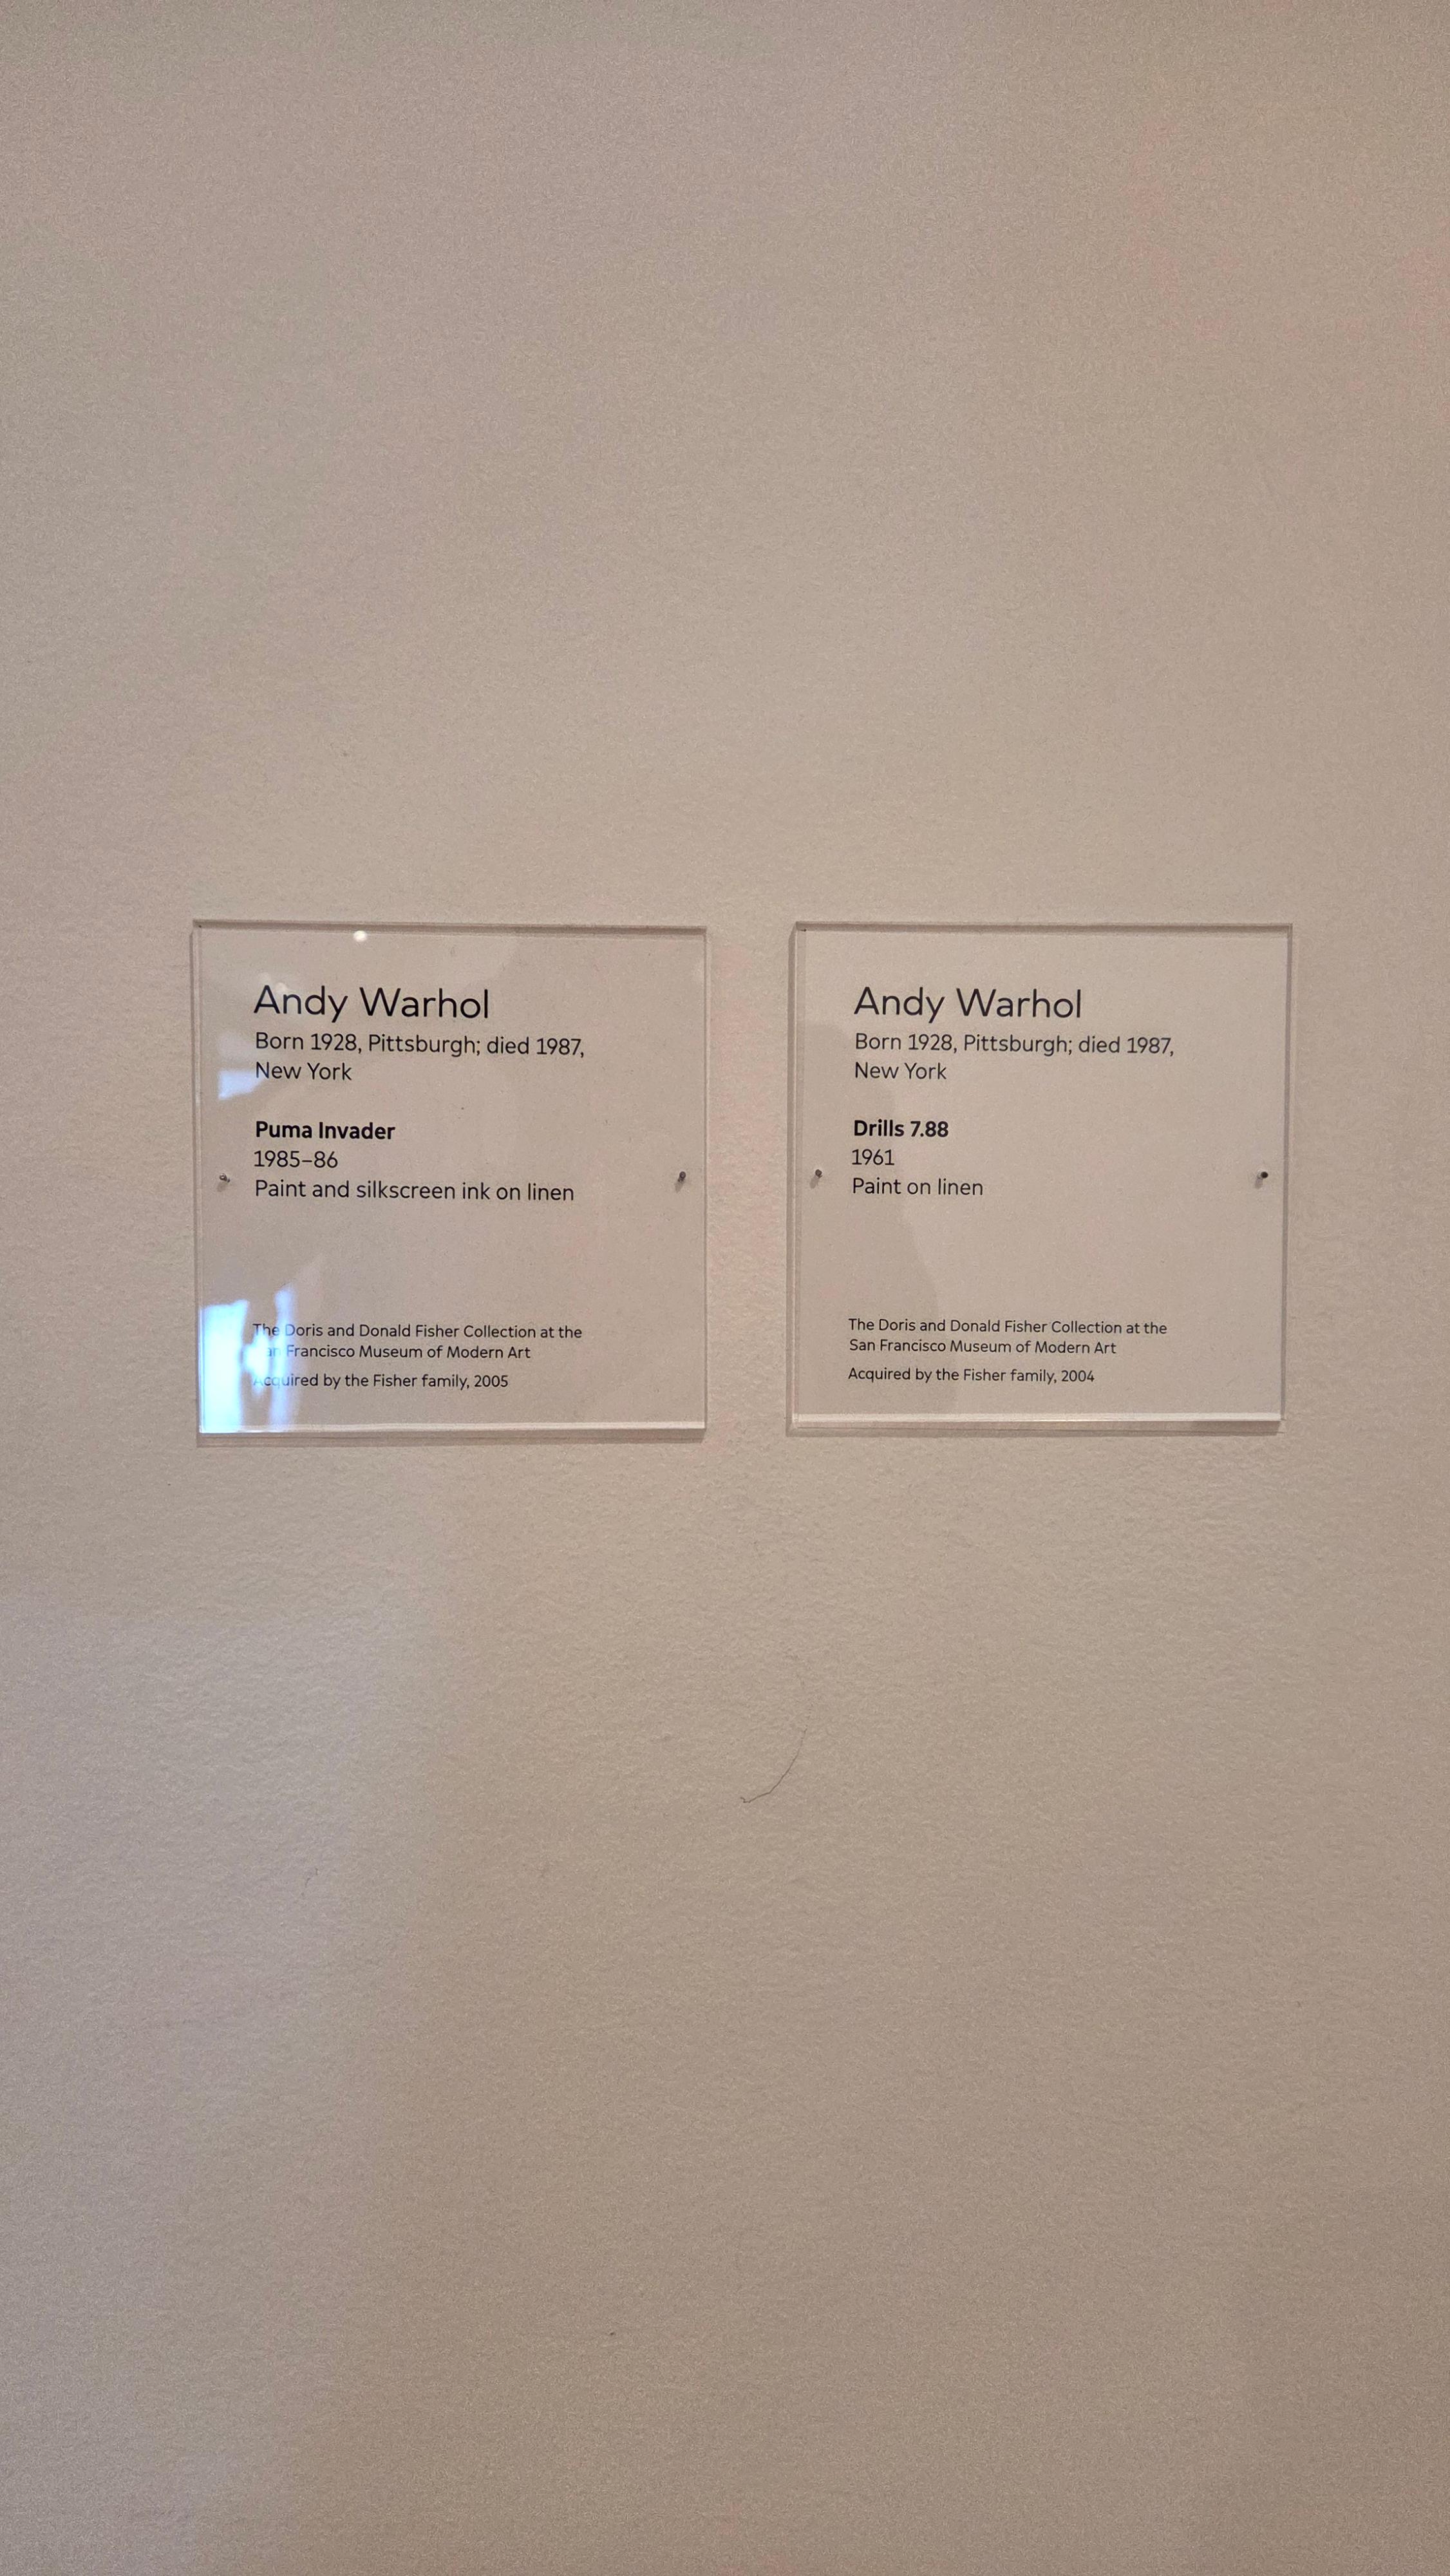 Andy Warhol
Born 1928, Pittsburgh; died 1987,
New York
Puma Invader
1985–86
Paint and silkscreen ink on linen
The Doris and Donald Fisher Collection at the
San Francisco Museum of Modern Art
Acquired by the Fisher family, 2005
Andy Warhol
Born 1928, Pittsburgh; died 1987,
New York
Drills 7.88
1961
Paint on linen
The Doris and Donald Fisher Collection at the
San Francisco Museum of Modern Art
Acquired by the Fisher family, 2004